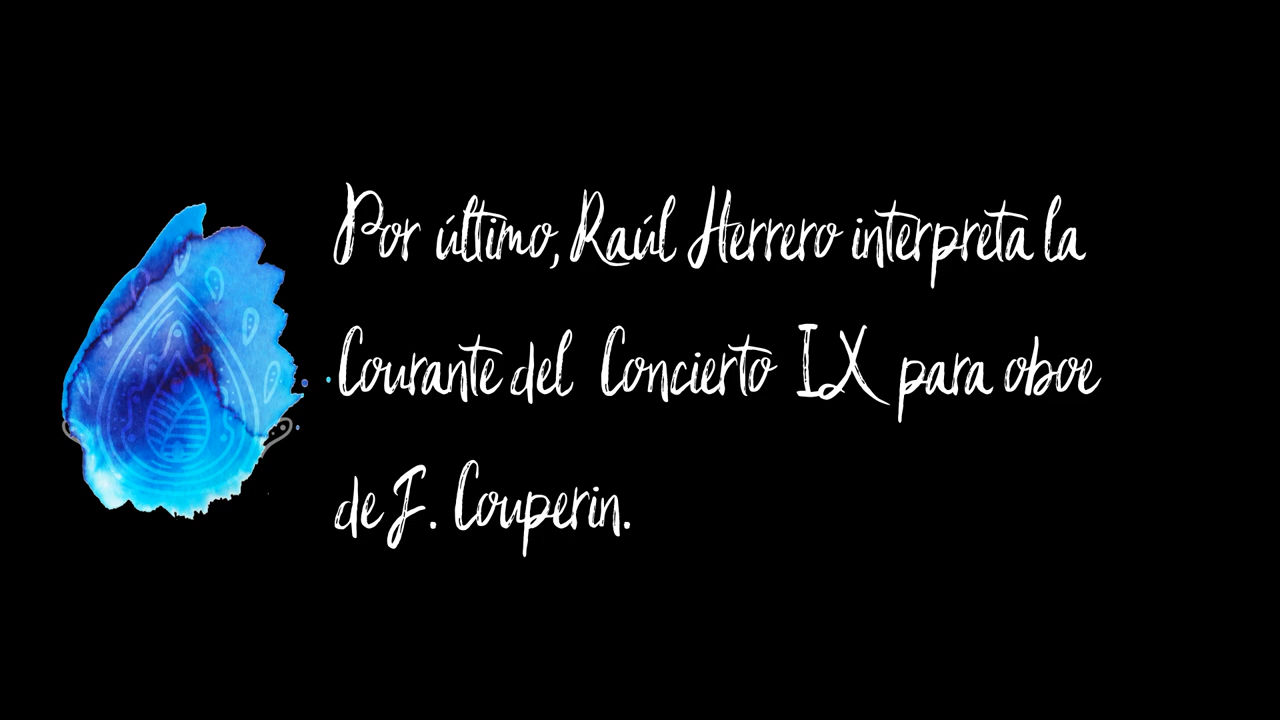 Por último, Raúl Herrero interpreta la
Courante del Concierto IX para oboe
de F. Couperin.